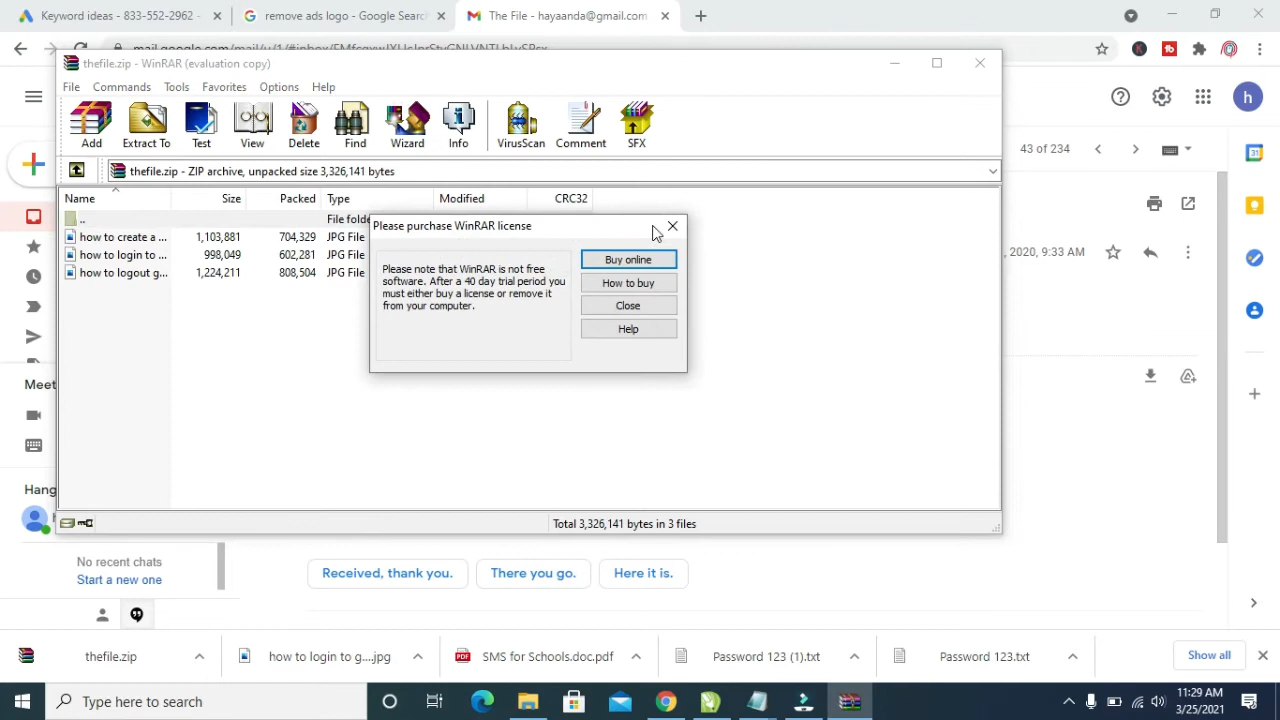 Keyword ideas - 833-552-2962 -
remove ads logo - Google Searc
The File - hayaanda@gmail.com
thefile.zip - WinRAR (evaluation copy)
File Commands Tools Favorites Options Help
Add Extract To Test View Delete Find Wizard Info VirusScan Comment SFX
h
43 of 234
thefile.zip - ZIP archive, unpacked size 3,326,141 bytes
Name Size Packed Type Modified CRC32
.. File folde
how to create a ... 1,103,881 704,329 JPG File
how to login to ... 998,049 602,281 JPG File
how to logout g... 1,224,211 808,504 JPG File
, 2020, 9:33 AM
Please purchase WinRAR license
Please note that WinRAR is not free
software. After a 40 day trial period you
must either buy a license or remove it
from your computer.
Buy online
How to buy
Close
Help
Meet
Hang
Total 3,326,141 bytes in 3 files
No recent chats
Start a new one
Received, thank you.
There you go.
Here it is.
thefile.zip
how to login to g....jpg
SMS for Schools.doc.pdf
Password 123 (1).txt
Password 123.txt
Show all
Type here to search
11:29 AM
3/25/2021